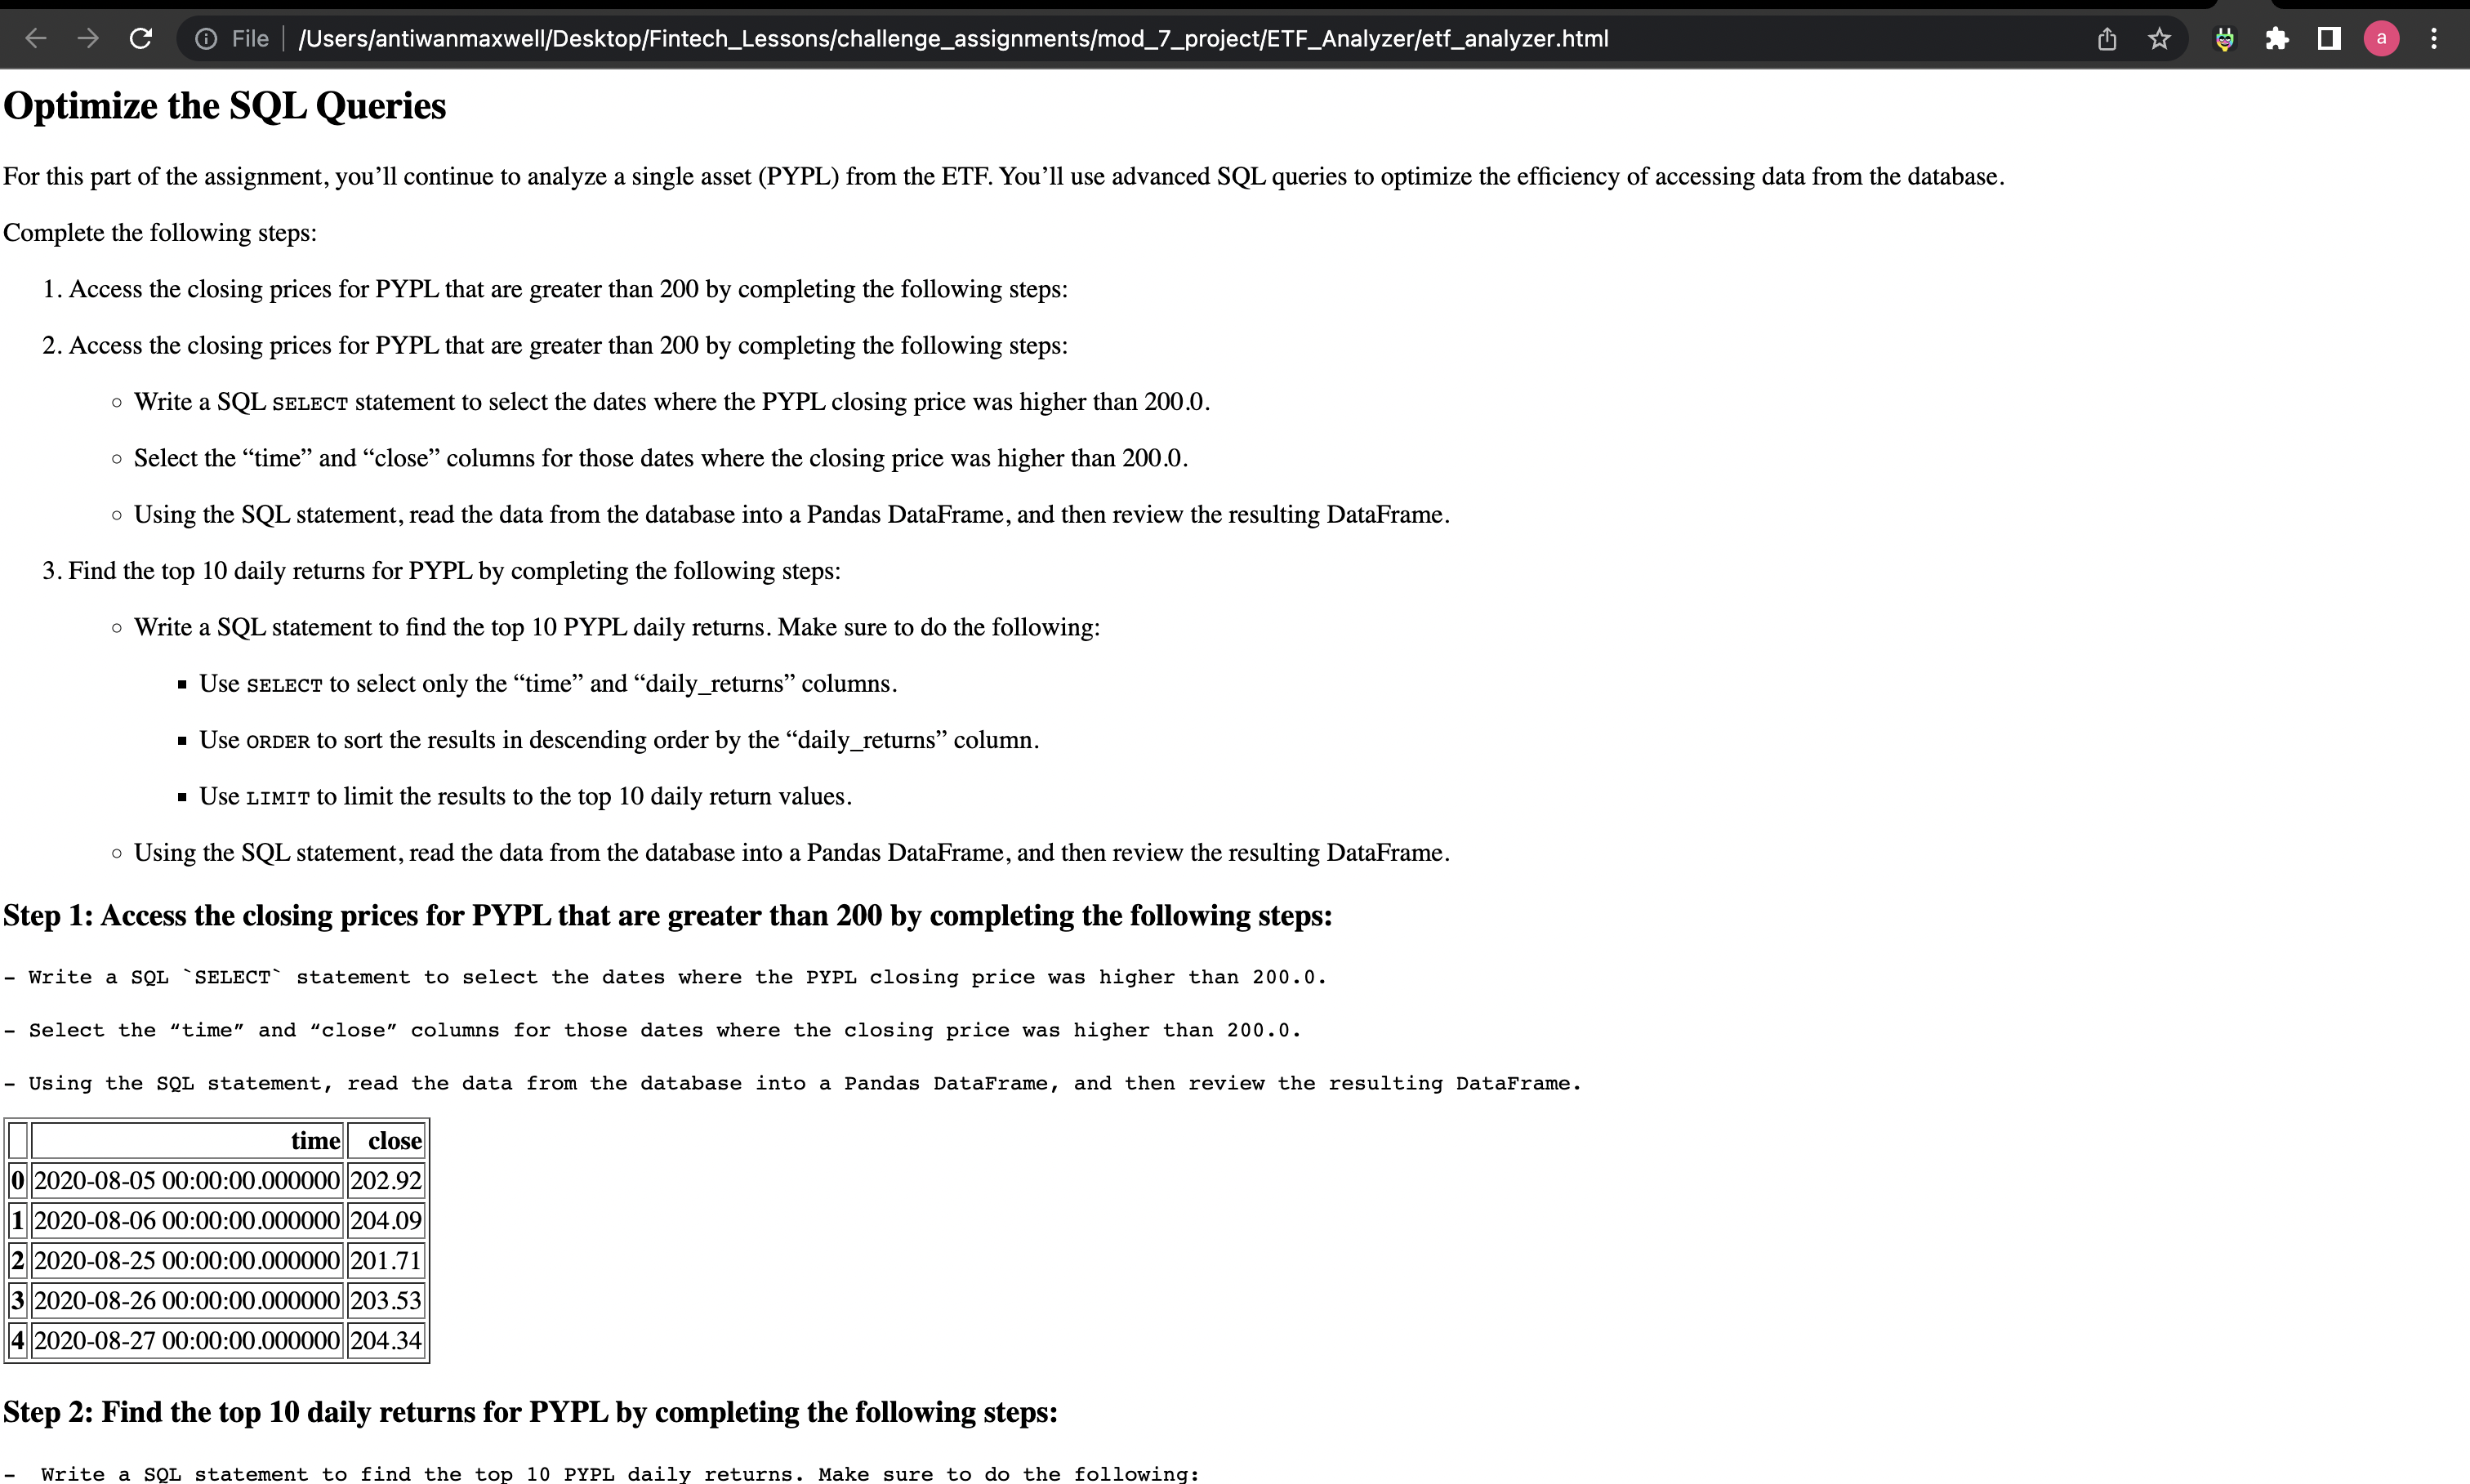 File /Users/antiwanmaxwell/Desktop/Fintech_Lessons/challenge_assignments/mod_7_project/ETF_Analyzer/etf_analyzer.html
a
Optimize the SQL Queries
For this part of the assignment, you’ll continue to analyze a single asset (PYPL) from the ETF. You’ll use advanced SQL queries to optimize the efficiency of accessing data from the database.
Complete the following steps:
1. Access the closing prices for PYPL that are greater than 200 by completing the following steps:
2. Access the closing prices for PYPL that are greater than 200 by completing the following steps:
Write a SQL SELECT statement to select the dates where the PYPL closing price was higher than 200.0.
Select the “time” and “close” columns for those dates where the closing price was higher than 200.0.
Using the SQL statement, read the data from the database into a Pandas DataFrame, and then review the resulting DataFrame.
3. Find the top 10 daily returns for PYPL by completing the following steps:
Write a SQL statement to find the top 10 PYPL daily returns. Make sure to do the following:
Use SELECT to select only the “time” and “daily_returns” columns.
Use ORDER to sort the results in descending order by the “daily_returns” column.
Use LIMIT to limit the results to the top 10 daily return values.
Using the SQL statement, read the data from the database into a Pandas DataFrame, and then review the resulting DataFrame.
Step 1: Access the closing prices for PYPL that are greater than 200 by completing the following steps:
- Write a SQL `SELECT` statement to select the dates where the PYPL closing price was higher than 200.0.
- Select the “time” and “close” columns for those dates where the closing price was higher than 200.0.
- Using the SQL statement, read the data from the database into a Pandas DataFrame, and then review the resulting DataFrame.
time close
0 2020-08-05 00:00:00.000000 202.92
1 2020-08-06 00:00:00.000000 204.09
2 2020-08-25 00:00:00.000000 201.71
3 2020-08-26 00:00:00.000000 203.53
4 2020-08-27 00:00:00.000000 204.34
Step 2: Find the top 10 daily returns for PYPL by completing the following steps:
- Write a SQL statement to find the top 10 PYPL daily returns. Make sure to do the following: